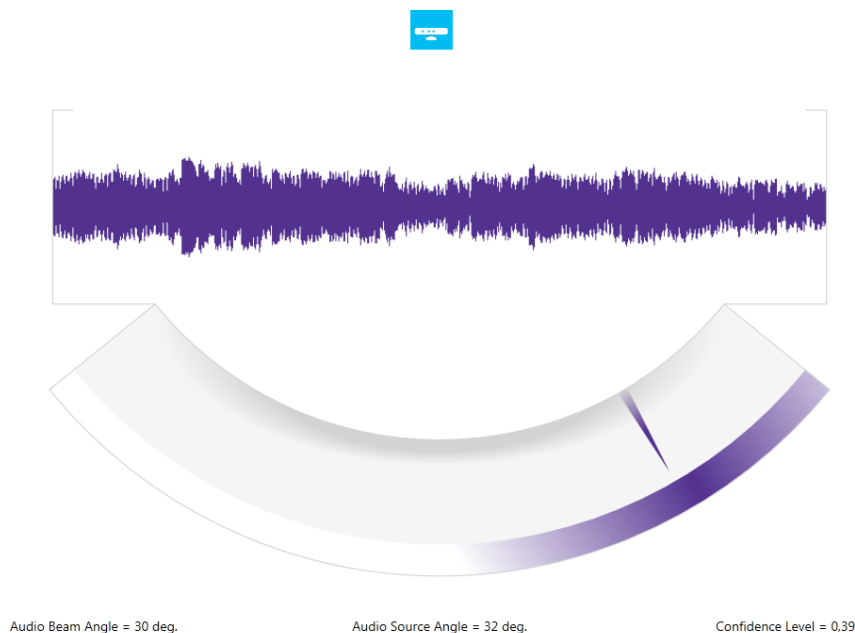 Audio Beam Angle = 30 deg. Audio Source Angle = 32 deg. Confidence Level = 0,39